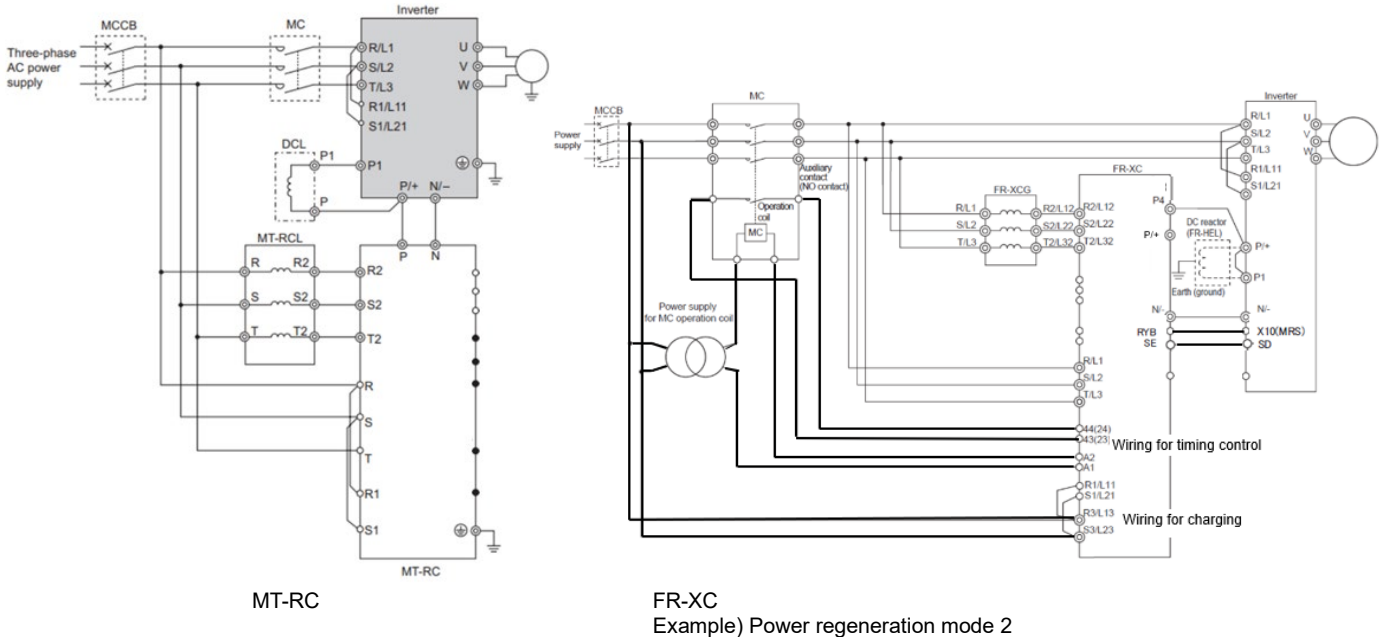 Inverter
MCCB
MC
Three-phase
AC power
supply
R/L1
S/L2
T/L3
R1/L11
S1/L21
U
V
W
DCL
P1
P
P1
P/+
N/−
MT-RCL
R
R2
S
S2
T
T2
P
N
R2
S2
T2
R
S
T
R1
S1
MT-RC
MT-RC
MCCB
Power
supply
MC
Auxiliary
contact
(NO contact)
Operation
coil
MC
Power supply
for MC operation coil
FR-XCG
R/L1
S/L2
T/L3
R2/L12
S2/L22
T2/L32
FR-XC
R2/L12
S2/L22
T2/L32
P4
P/+
N/-
RYB
SE
R/L1
S/L2
T/L3
44(24)
43(23)
Wiring for timing control
A2
A1
R1/L11
S1/L21
R3/L13
Wiring for charging
S3/L23
DC reactor
(FR-HEL)
Earth (ground)
Inverter
R/L1
S/L2
T/L3
R1/L11
S1/L21
U
V
W
P/+
P1
N/-
X10(MRS)
SD
FR-XC
Example) Power regeneration mode 2